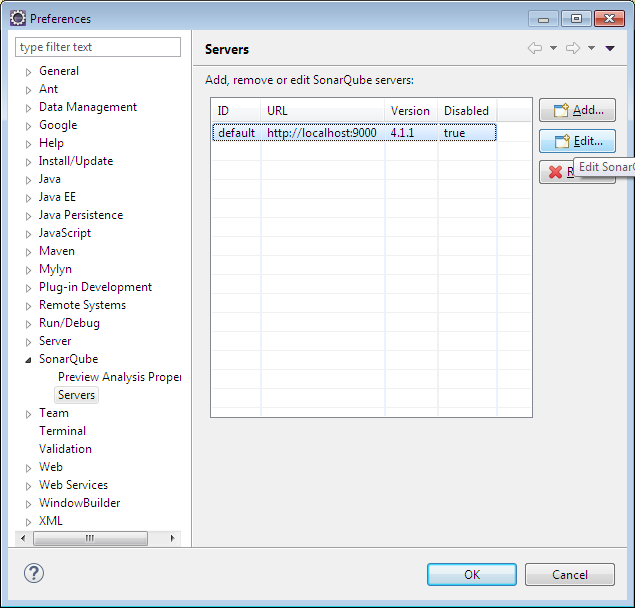 Preferences
type filter text
General
Ant
Data Management
Google
Help
Install/Update
Java
Java EE
Java Persistence
JavaScript
Maven
Mylyn
Plug-in Development
Remote Systems
Run/Debug
Server
SonarQube
Preview Analysis Proper
Servers
Team
Terminal
Validation
Web
Web Services
WindowBuilder
XML
Servers
Add, remove or edit SonarQube servers:
ID URL Version Disabled
default http://localhost:9000 4.1.1 true
Add...
Edit...
Edit Sonar
OK
Cancel